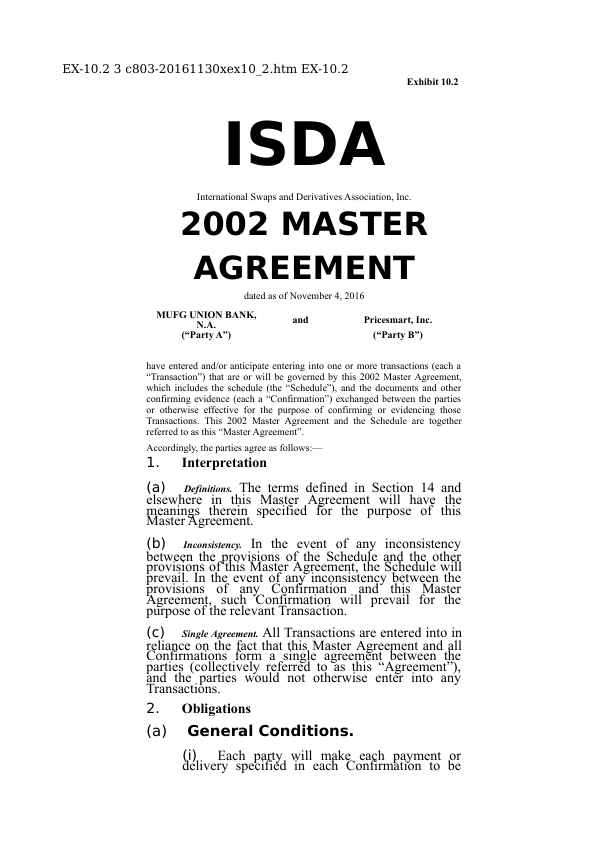 EX-10.2 3 c803-20161130xex10_2.htm EX-10.2
Exhibit 10.2
ISDA
International Swaps and Derivatives Association, Inc.
2002 MASTER
AGREEMENT
dated as of November 4, 2016
MUFG UNION BANK,
N.A.
(“Party A”)
and
Pricesmart, Inc.
(“Party B”)
have entered and/or anticipate entering into one or more transactions (each a
“Transaction”) that are or will be governed by this 2002 Master Agreement,
which includes the schedule (the “Schedule”), and the documents and other
confirming evidence (each a “Confirmation”) exchanged between the parties
or otherwise effective for the purpose of confirming or evidencing those
Transactions. This 2002 Master Agreement and the Schedule are together
referred to as this “Master Agreement”.
Accordingly, the parties agree as follows:—
1. Interpretation
(a) Definitions. The terms defined in Section 14 and
elsewhere in this Master Agreement will have the
meanings therein specified for the purpose of this
Master Agreement.
(b) Inconsistency. In the event of any inconsistency
between the provisions of the Schedule and the other
provisions of this Master Agreement, the Schedule will
prevail. In the event of any inconsistency between the
provisions of any Confirmation and this Master
Agreement, such Confirmation will prevail for the
purpose of the relevant Transaction.
(c) Single Agreement. All Transactions are entered into in
reliance on the fact that this Master Agreement and all
Confirmations form a single agreement between the
parties (collectively referred to as this “Agreement”),
and the parties would not otherwise enter into any
Transactions.
2. Obligations
(a) General Conditions.
(i) Each party will make each payment or
delivery specified in each Confirmation to be